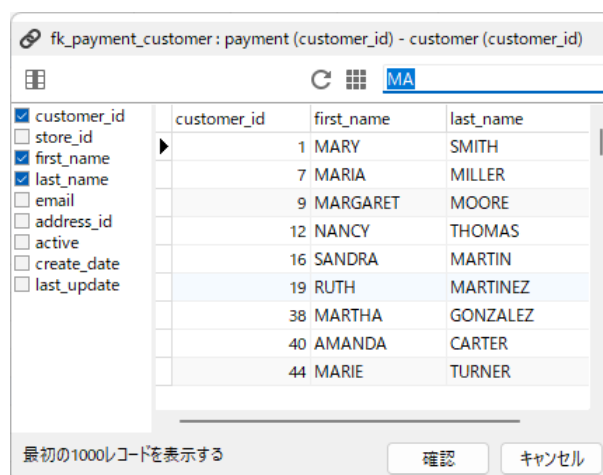 fk_payment_customer : payment (customer_id) - customer (customer_id)
MA
customer_id
store_id
first_name
last_name
email
address_id
active
create_date
last_update
customer_id first_name last_name
1 MARY SMITH
7 MARIA MILLER
9 MARGARET MOORE
12 NANCY THOMAS
16 SANDRA MARTIN
19 RUTH MARTINEZ
38 MARTHA GONZALEZ
40 AMANDA CARTER
44 MARIE TURNER
最初の1000レコードを表示する 確認 キャンセル